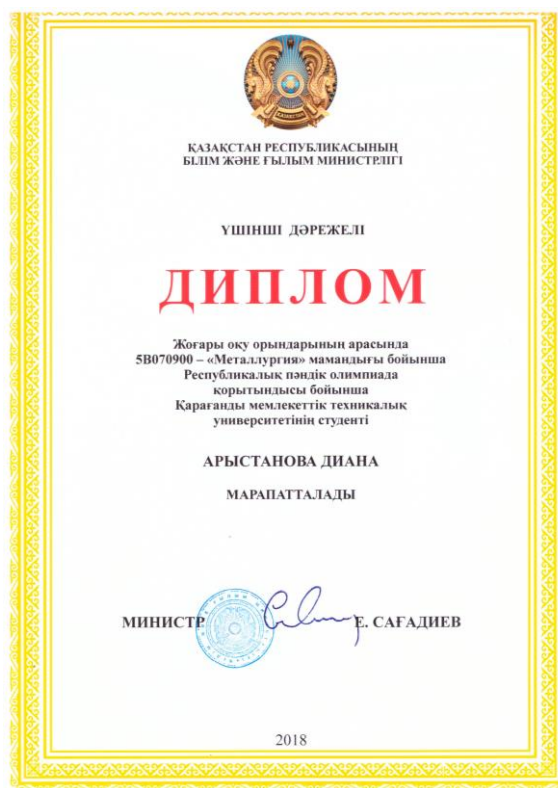 ҚАЗАҚСТАН
ҚАЗАҚСТАН РЕСПУБЛИКАСЫНЫҢ
БІЛІМ ЖӘНЕ ҒЫЛЫМ МИНИСТРЛІГІ
ҮШІНШІ ДӘРЕЖЕЛІ
ДИПЛОМ
Жоғары оқу орындарының арасында
5В070900 – «Металлургия» мамандығы бойынша
Республикалық пәндік олимпиада
қорытындысы бойынша
Қарағанды мемлекеттік техникалық
университетінің студенті
АРЫСТАНОВА ДИАНА
МАРАПАТТАЛАДЫ
МИНИСТР Е. САҒАДИЕВ
2018